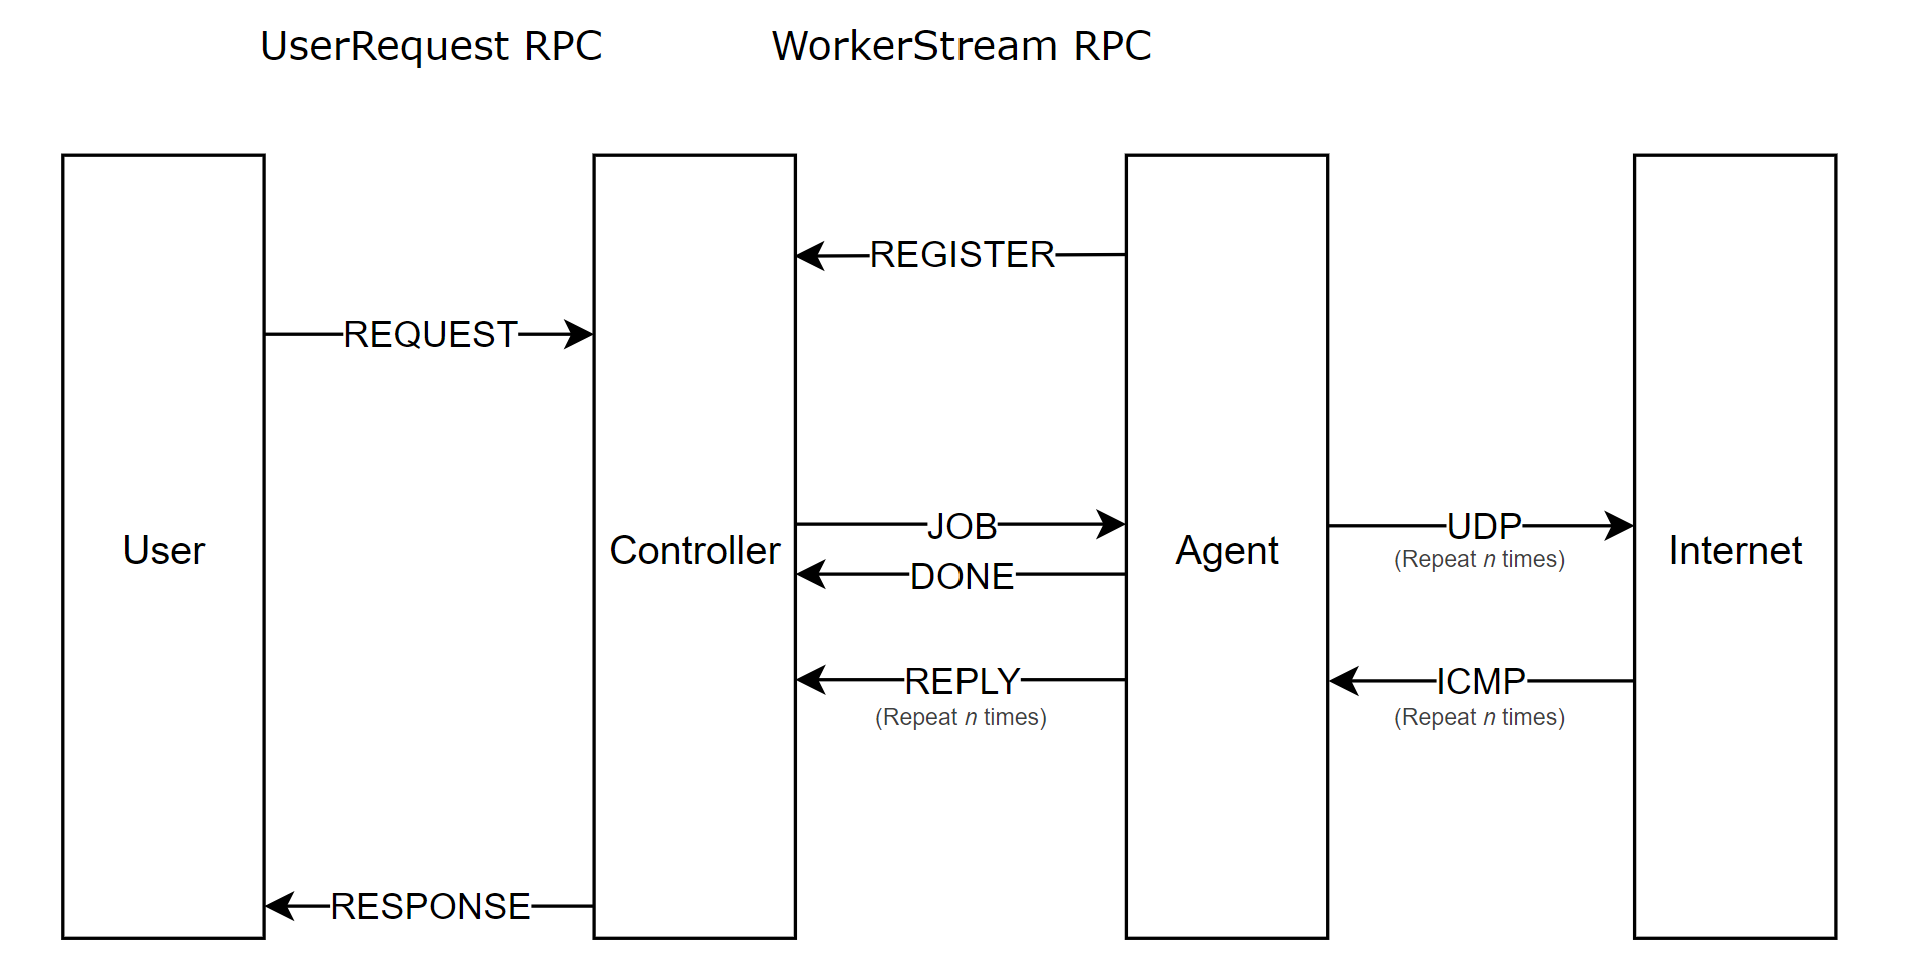 UserRequest RPC
WorkerStream RPC
REGISTER
REQUEST
JOB
UDP
(Repeat n times)
User
Controller
Agent
Internet
DONE
REPLY
(Repeat n times)
ICMP
(Repeat n times)
RESPONSE